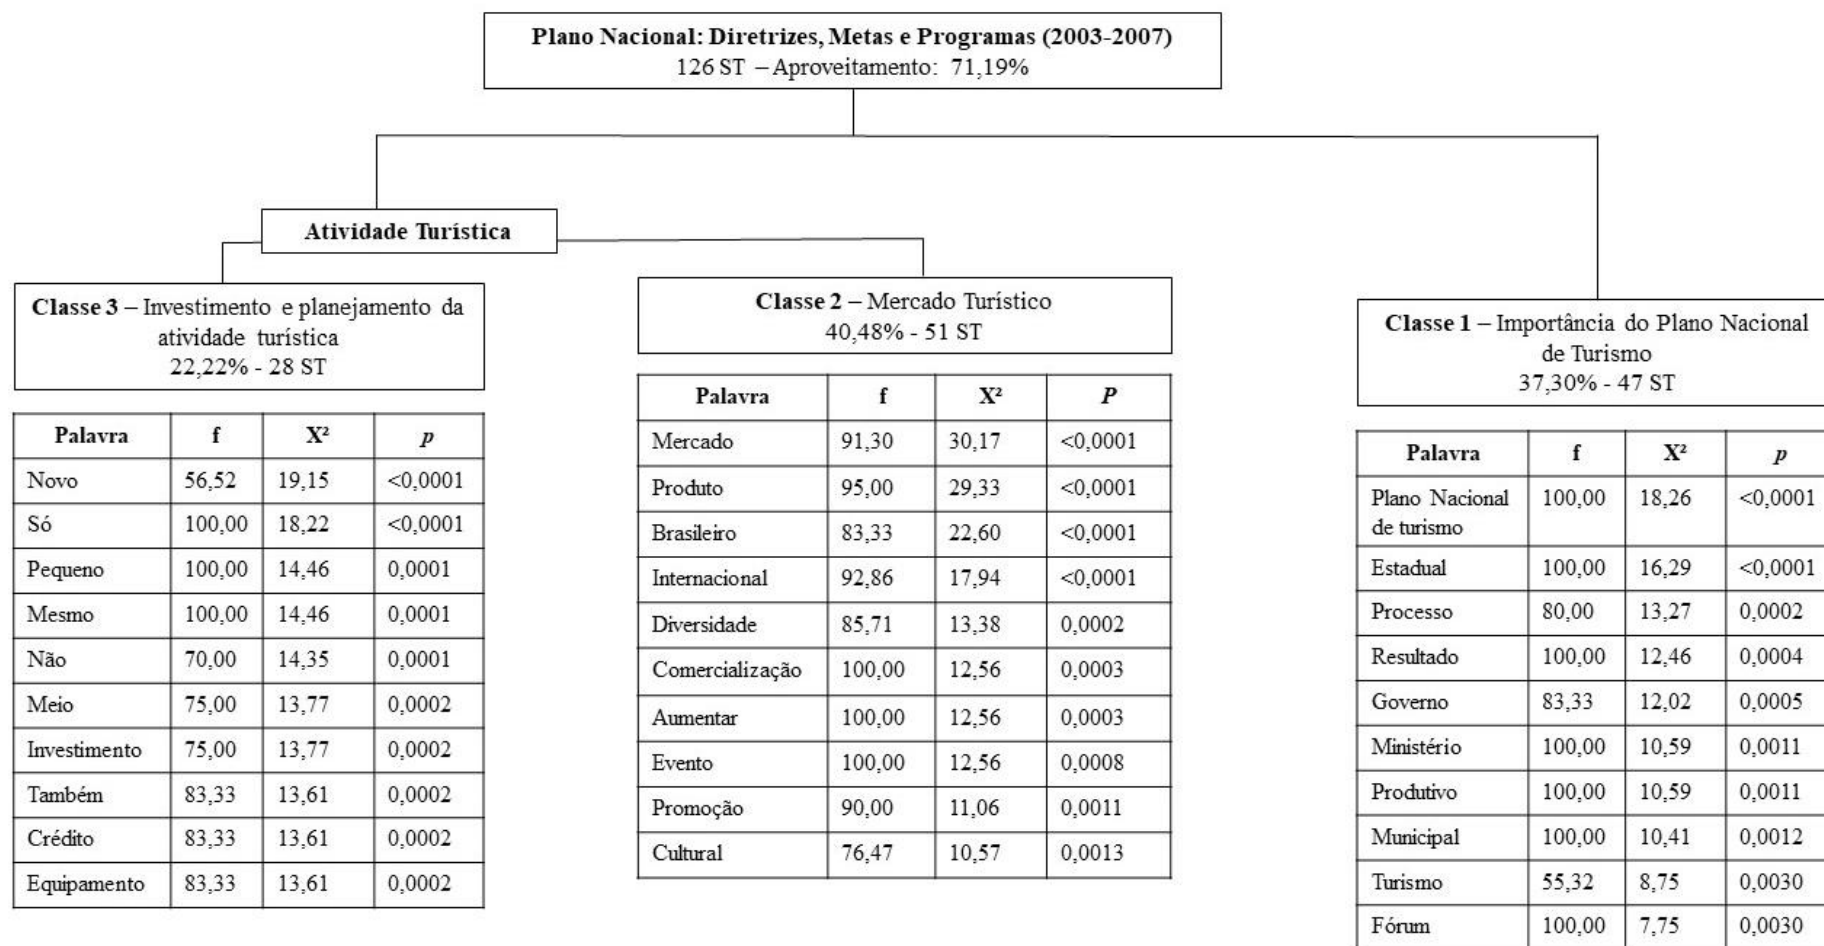 Plano Nacional: Diretrizes, Metas e Programas (2003-2007)
126 ST – Aproveitamento: 71,19%
Atividade Turística
Classe 3 – Investimento e planejamento da
atividade turística
22,22% - 28 ST
Palavra f X² p
Novo 56,52 19,15 <0,0001
Só 100,00 18,22 <0,0001
Pequeno 100,00 14,46 0,0001
Mesmo 100,00 14,46 0,0001
Não 70,00 14,35 0,0001
Meio 75,00 13,77 0,0002
Investimento 75,00 13,77 0,0002
Também 83,33 13,61 0,0002
Crédito 83,33 13,61 0,0002
Equipamento 83,33 13,61 0,0002
Classe 2 – Mercado Turístico
40,48% - 51 ST
Palavra f X² P
Mercado 91,30 30,17 <0,0001
Produto 95,00 29,33 <0,0001
Brasileiro 83,33 22,60 <0,0001
Internacional 92,86 17,94 <0,0001
Diversidade 85,71 13,38 0,0002
Comercialização 100,00 12,56 0,0003
Aumentar 100,00 12,56 0,0003
Evento 100,00 12,56 0,0008
Promoção 90,00 11,06 0,0011
Cultural 76,47 10,57 0,0013
Classe 1 – Importância do Plano Nacional
de Turismo
37,30% - 47 ST
Palavra f X² p
Plano Nacional 100,00 18,26 <0,0001
de turismo
Estadual 100,00 16,29 <0,0001
Processo 80,00 13,27 0,0002
Resultado 100,00 12,46 0,0004
Governo 83,33 12,02 0,0005
Ministério 100,00 10,59 0,0011
Produtivo 100,00 10,59 0,0011
Municipal 100,00 10,41 0,0012
Turismo 55,32 8,75 0,0030
Fórum 100,00 7,75 0,0030